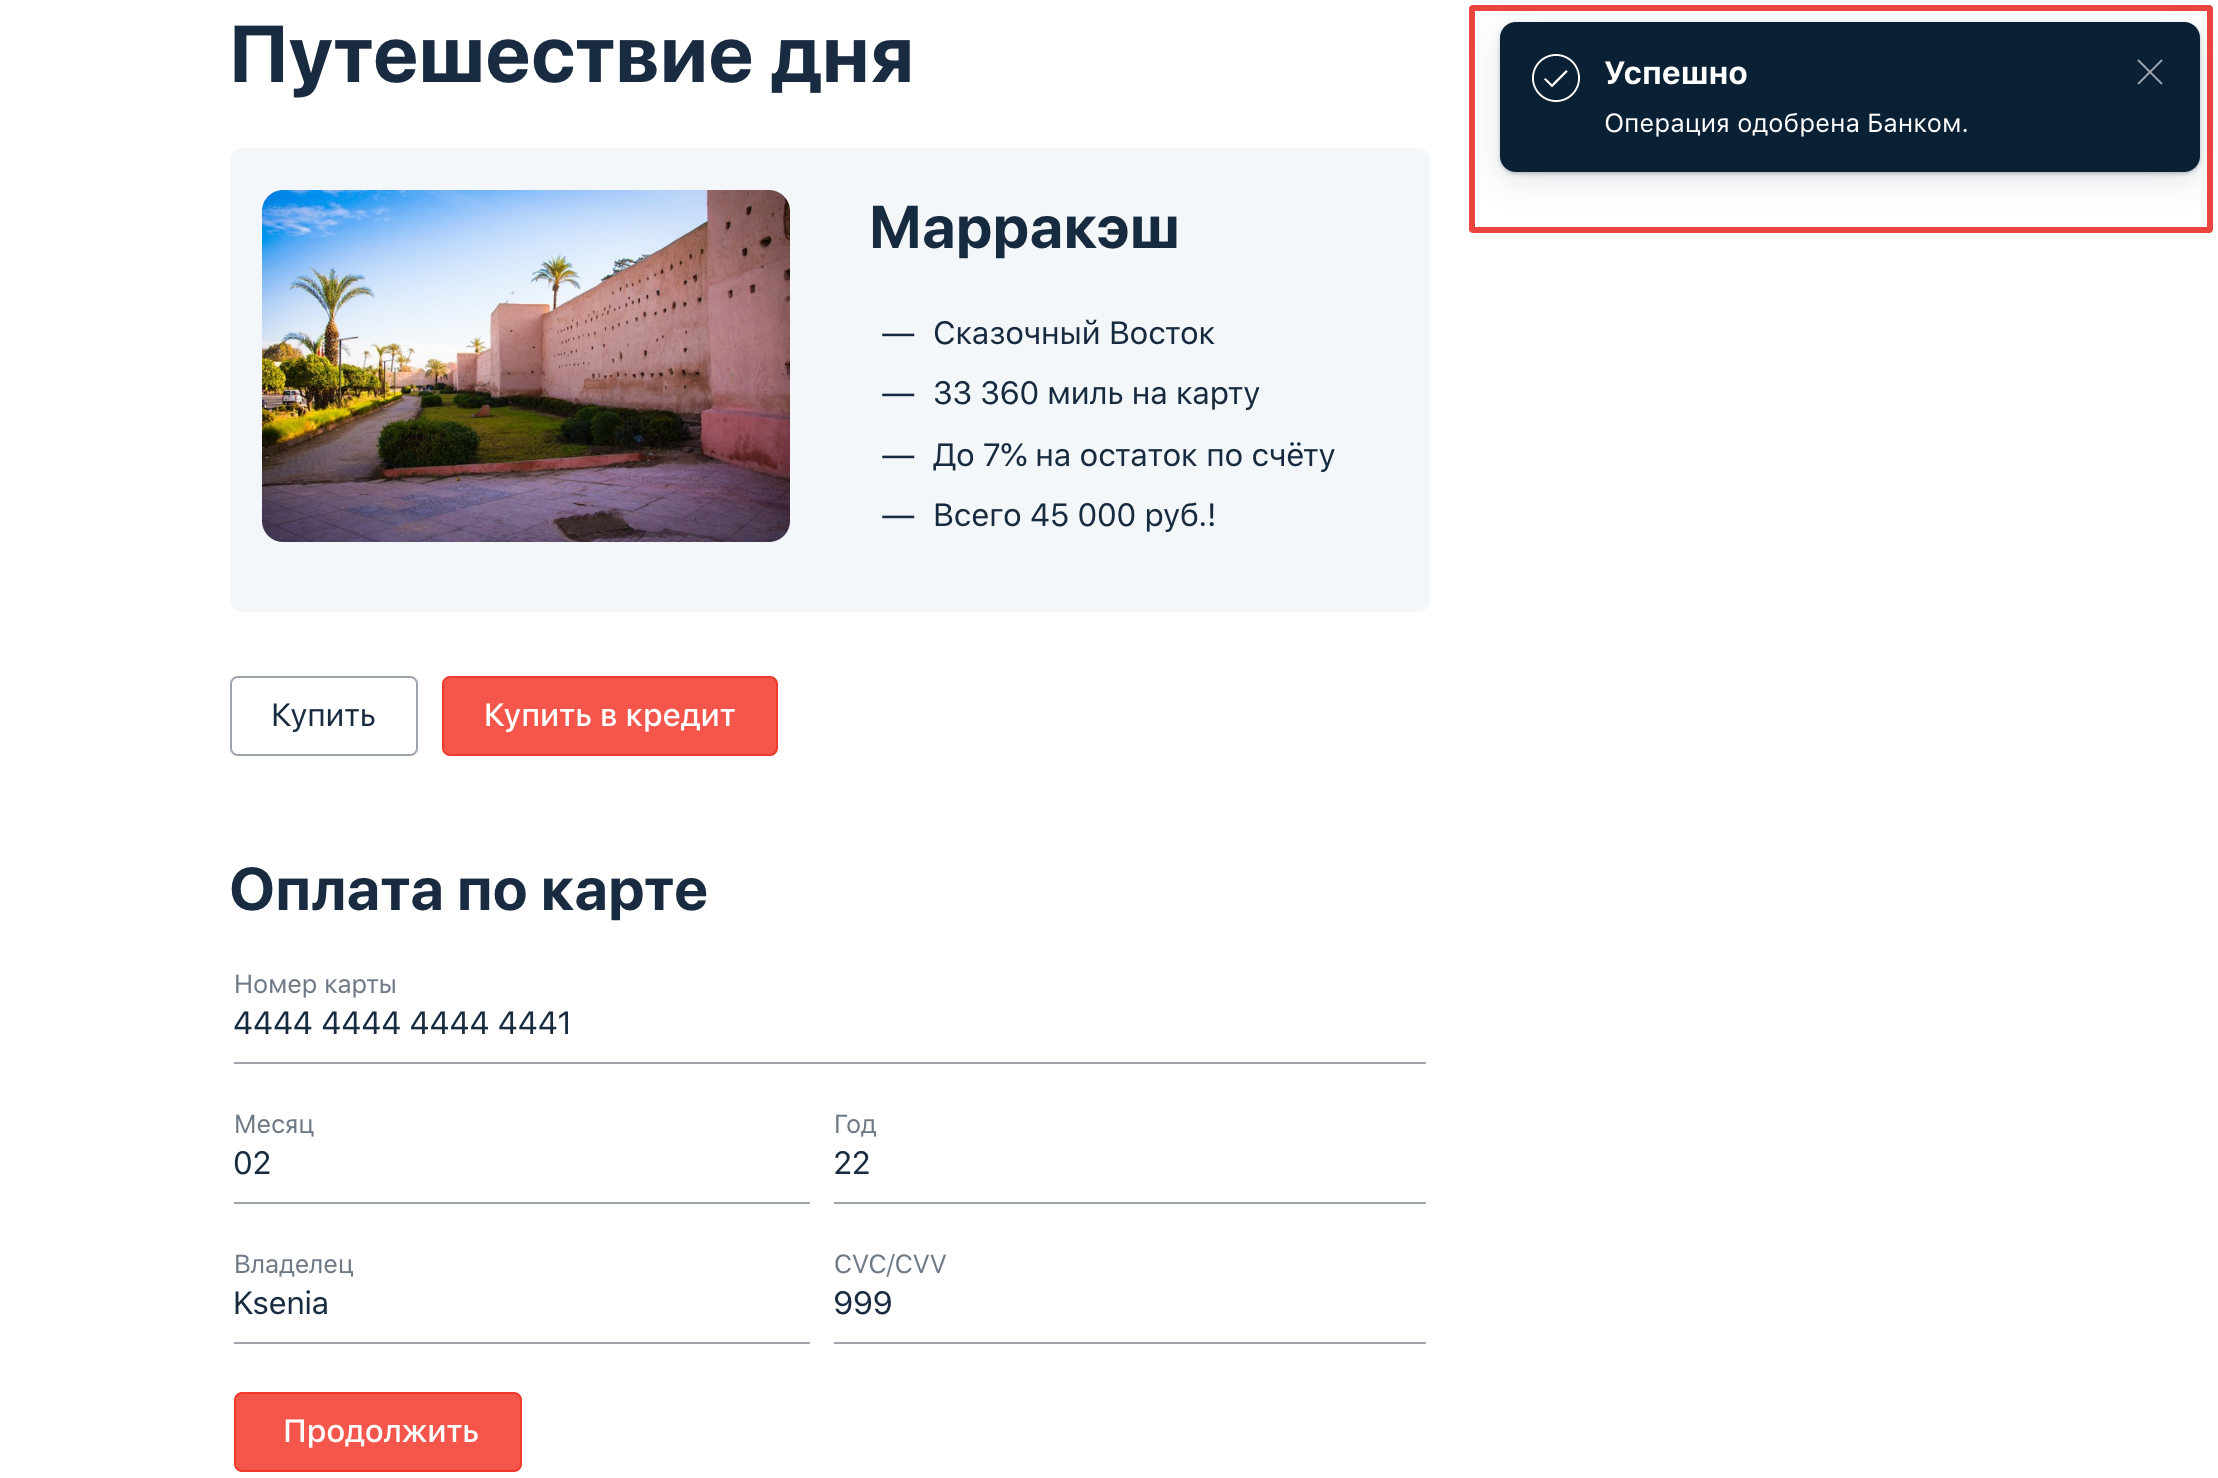 Путешествие дня
Успешно
Операция одобрена Банком.
Марракэш
— Сказочный Восток
— 33 360 миль на карту
— До 7% на остаток по счёту
— Всего 45 000 руб.!
Купить
Купить в кредит
Оплата по карте
Номер карты
4444 4444 4444 4441
Месяц
02
Год
22
Владелец
Ksenia
CVC/CVV
999
Продолжить